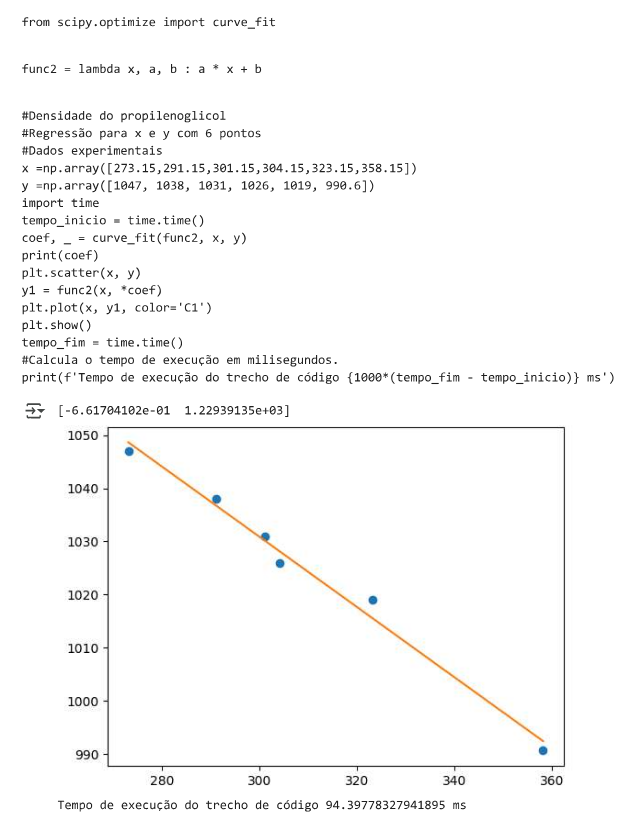 from scipy.optimize import curve_fit
func2 = lambda x, a, b : a * x + b
#Densidade do propilenoglicol
#Regressão para x e y com 6 pontos
#Dados experimentais
x =np.array([273.15,291.15,301.15,304.15,323.15,358.15])
y =np.array([1047, 1038, 1031, 1026, 1019, 990.6])
import time
tempo_inicio = time.time()
coef, _ = curve_fit(func2, x, y)
print(coef)
plt.scatter(x, y)
y1 = func2(x, *coef)
plt.plot(x, y1, color='C1')
plt.show()
tempo_fim = time.time()
#Calcula o tempo de execução em milisegundos.
print(f'Tempo de execução do trecho de código {1000*(tempo_fim - tempo_inicio)} ms')
[-6.61704102e-01  1.22939135e+03]
1050
1040
1030
1020
1010
1000
990
280 300 320 340 360
Tempo de execução do trecho de código 94.39778327941895 ms